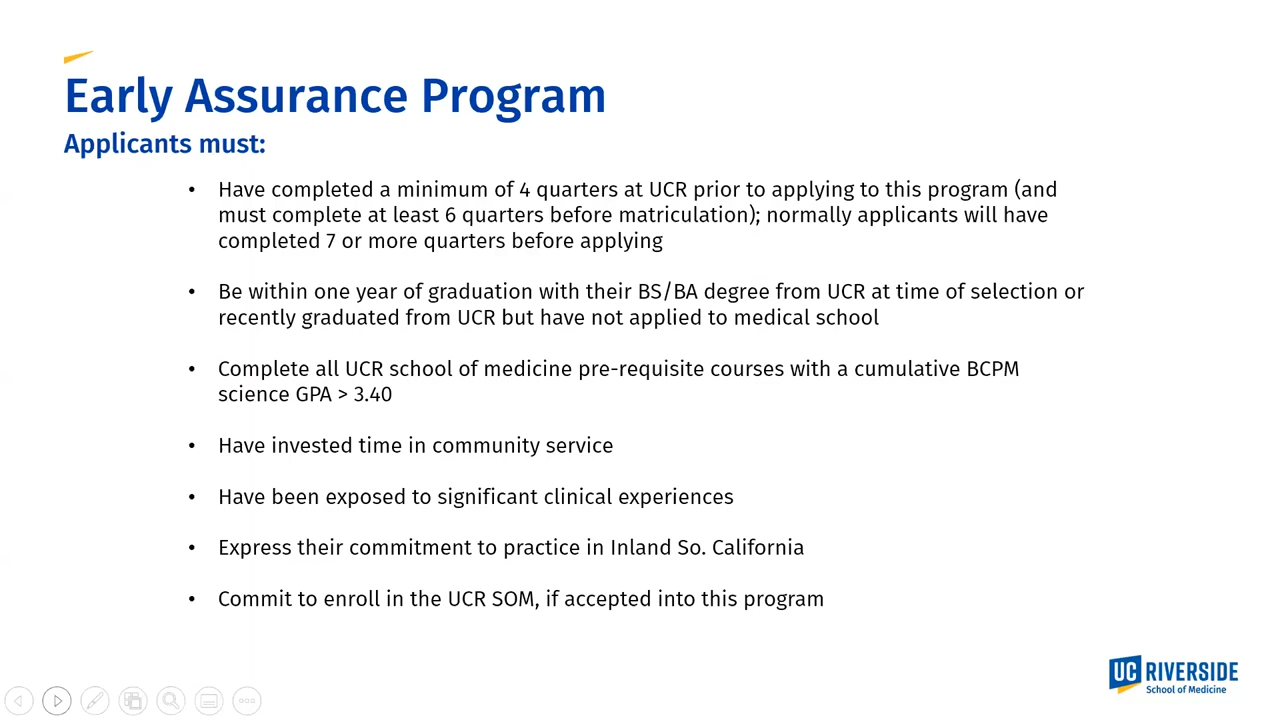 Early Assurance Program
Applicants must:
• Have completed a minimum of 4 quarters at UCR prior to applying to this program (and
must complete at least 6 quarters before matriculation); normally applicants will have
completed 7 or more quarters before applying
• Be within one year of graduation with their BS/BA degree from UCR at time of selection or
recently graduated from UCR but have not applied to medical school
• Complete all UCR school of medicine pre-requisite courses with a cumulative BCPM
science GPA > 3.40
• Have invested time in community service
• Have been exposed to significant clinical experiences
• Express their commitment to practice in Inland So. California
• Commit to enroll in the UCR SOM, if accepted into this program
UC RIVERSIDE
School of Medicine